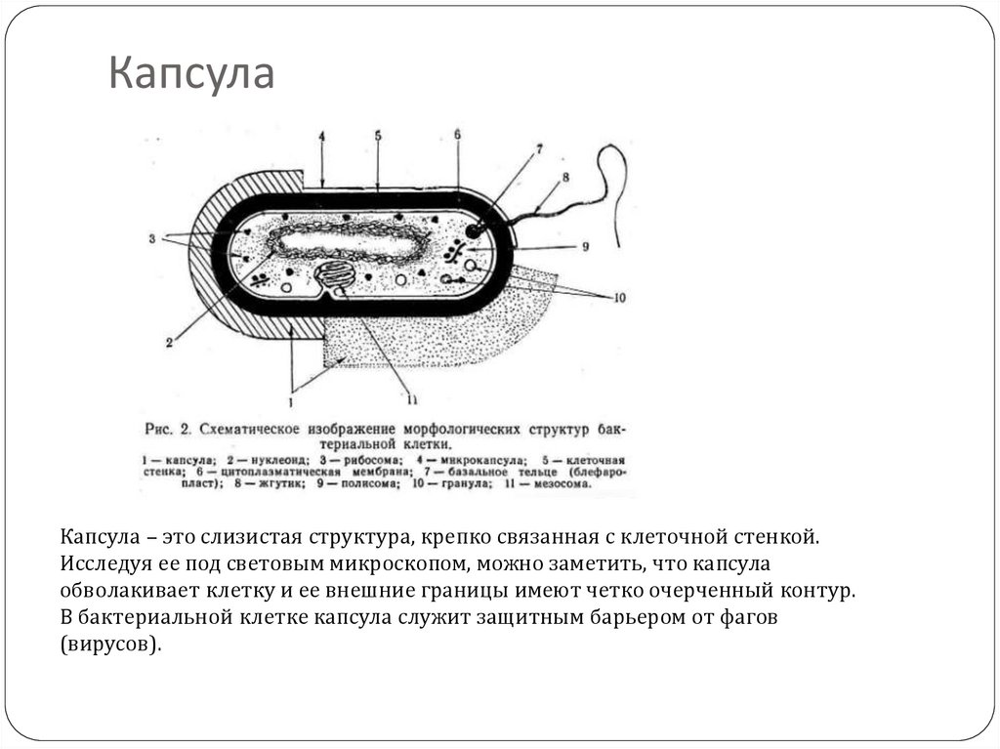 Капсула
4
5
6
7
8
3
9
10
2
1
11
Рис. 2. Схематическое изображение морфологических структур бак-
териальной клетки.
1 — капсула; 2 — нуклеоид; 3 — рибосома; 4 — микрокапсула; 5 — клеточная
стенка; 6 — цитоплазматическая мембрана; 7 — базальное тельце (блефаро-
пласт); 8 — жгутик; 9 — полисома; 10 — гранула; 11 — мезосома.
Капсула – это слизистая структура, крепко связанная с клеточной стенкой.
Исследуя ее под световым микроскопом, можно заметить, что капсула
обволакивает клетку и ее внешние границы имеют четко очерченный контур.
В бактериальной клетке капсула служит защитным барьером от фагов
(вирусов).